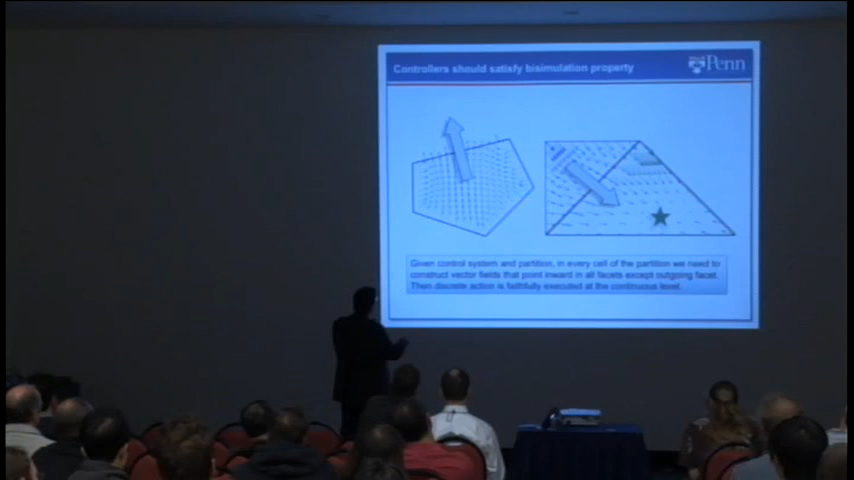 Controllers should satisfy bisimulation property
Penn
Given control system and partition, in every cell of the partition we need to
construct vector fields that point inward in all facets except outgoing facet.
Then discrete action is faithfully executed at the continuous level.